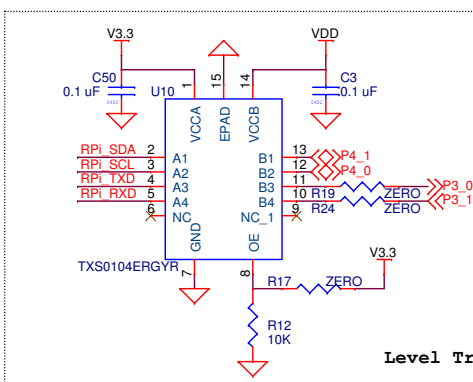 V3.3
VDD
C50
0.1 uF
0402
U10
C3
0.1 uF
0402
1
15
14
VCCA
EPAD
VCCB
RPi_SDA 2 A1 B1 13 P4_1
RPi_SCL 3 A2 B2 12 P4_0
RPi_TXD 4 A3 B3 11 P3_0
R19 ZERO
RPi_RXD 5 A4 B4 10 P3_1
R24 ZERO
6 NC NC_1 9
GND
OE
TXS0104ERGYR
7
8
V3.3
R17 ZERO
R12
10K
Level Tr